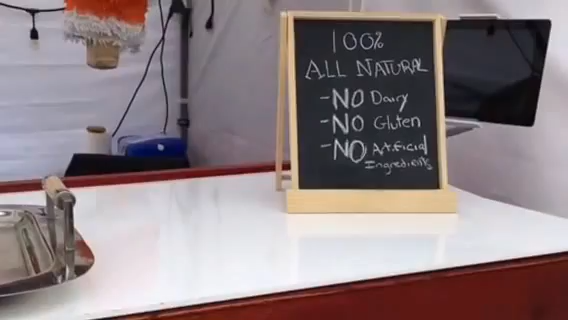 100%
ALL NATURAL
-NO Dairy
-NO Gluten
-NO Artificial
Ingredients